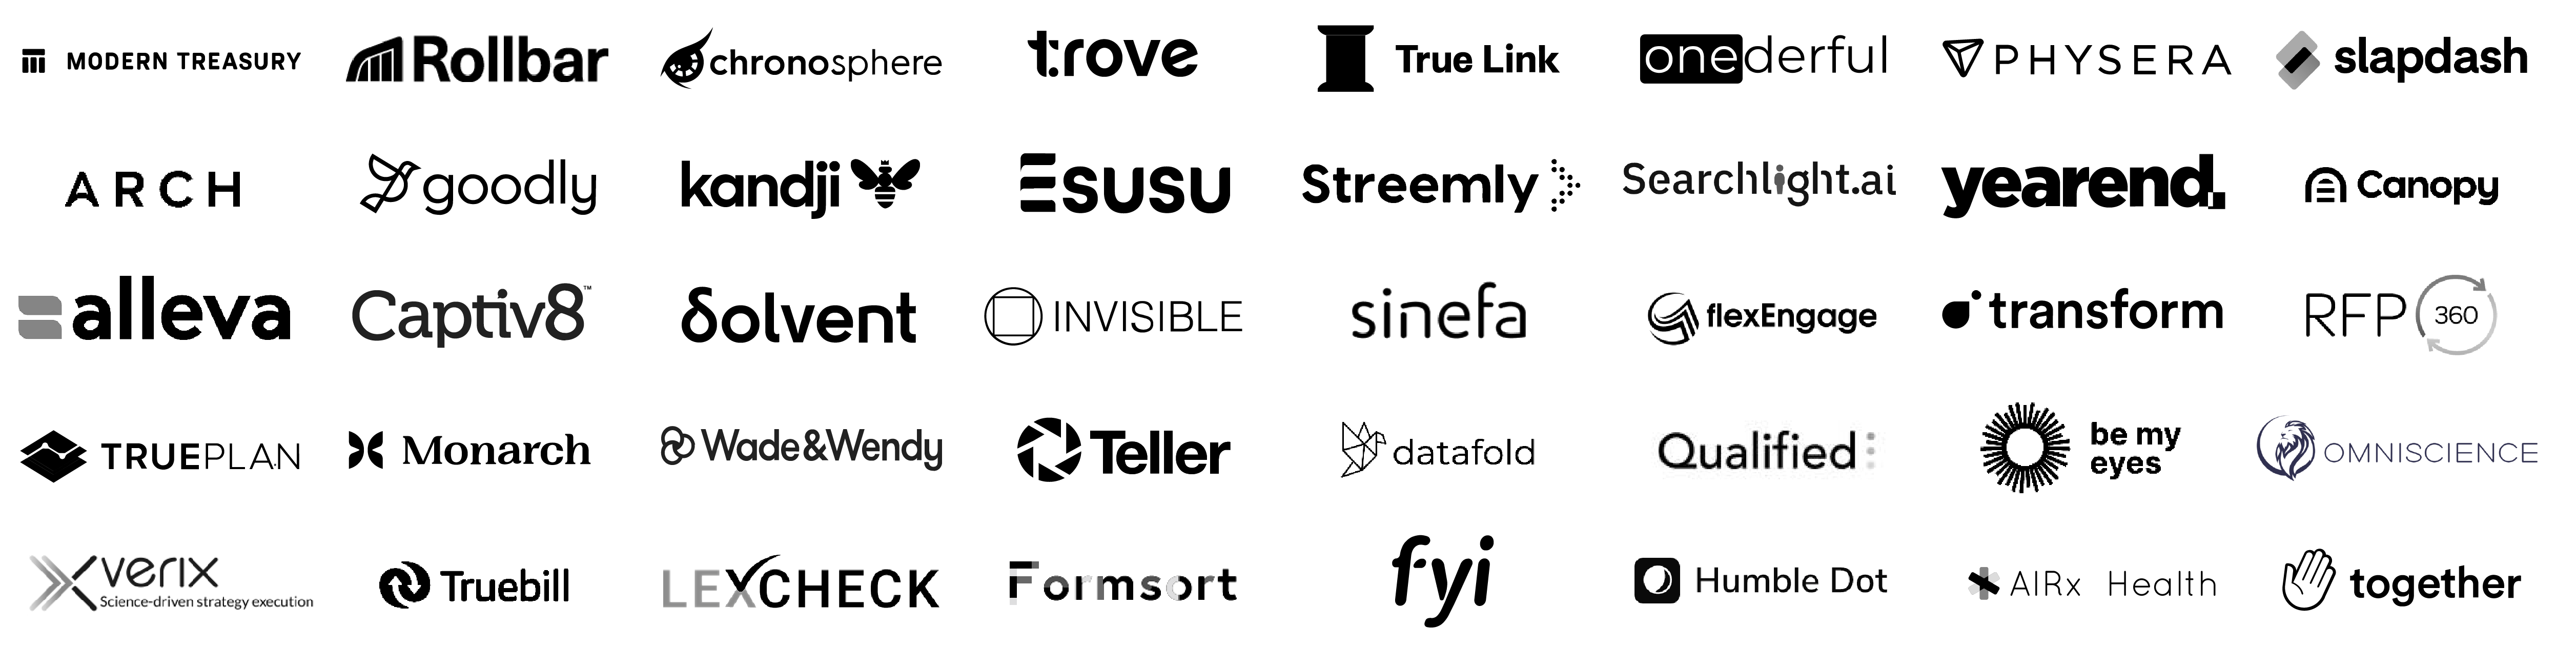 MODERN TREASURY
Rollbar
chronosphere
trove
True Link
onederful
PHYSERA
slapdash
ARCH
goodly
kandji
Esusu
Streemly
Searchlight.ai
yearend.
Canopy
alleva
Captiv8™
Solvent
INVISIBLE
sinefa
flexEngage
transform
RFP 360
TRUEPLAN
Monarch
Wade&Wendy
Teller
datafold
Qualified
be my
eyes
OMNISCIENCE
verix
Science-driven strategy execution
Truebill
LEXCHECK
Formsort
fyi
Humble Dot
AIRx Health
together